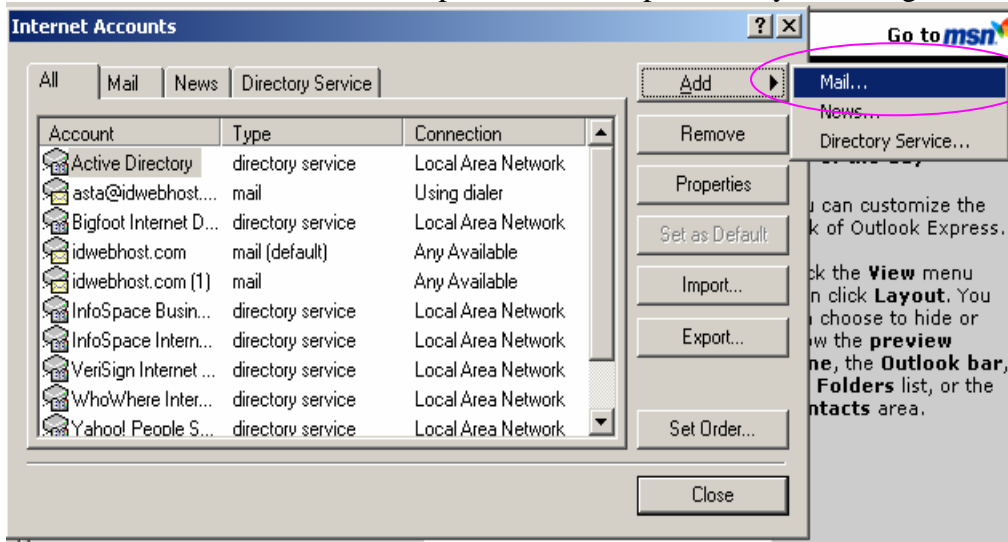 Internet Accounts
Go to msn
All Mail News Directory Service
Add
Mail...
News...
Directory Service...
Account Type Connection
Remove
Active Directory directory service Local Area Network
asta@idwebhost.... mail Using dialer
Properties
Bigfoot Internet D... directory service Local Area Network
u can customize the
Set as Default
k of Outlook Express.
idwebhost.com mail (default) Any Available
idwebhost.com (1) mail Any Available
Import...
ck the View menu
n click Layout. You
InfoSpace Busin... directory service Local Area Network
choose to hide or
InfoSpace Intern... directory service Local Area Network
Export...
ow the preview
VeriSign Internet ... directory service Local Area Network
ne, the Outlook bar,
WhoWhere Inter... directory service Local Area Network
Folders list, or the
Yahoo! People S... directory service Local Area Network
Set Order...
ntacts area.
Close